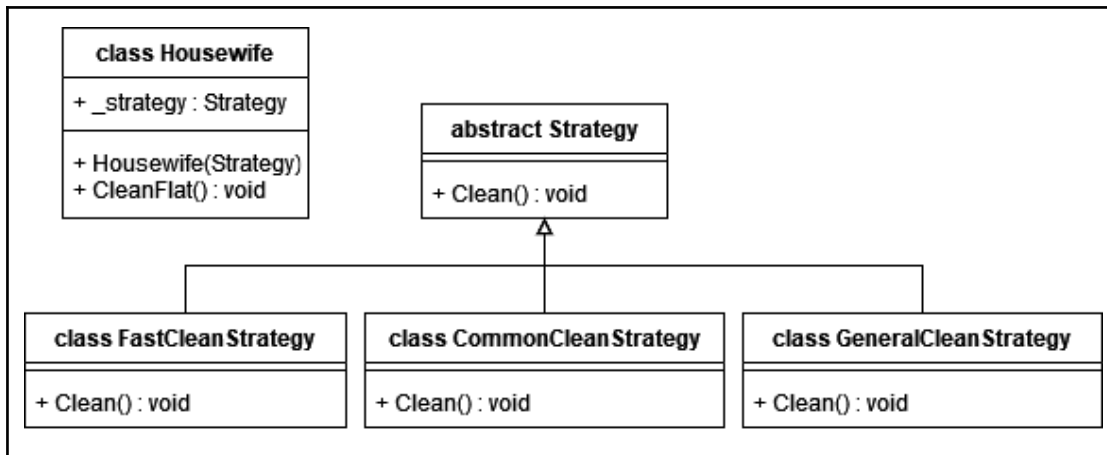 class Housewife
+ _strategy : Strategy
+ Housewife(Strategy)
+ CleanFlat() : void
abstract Strategy
+ Clean() : void
class FastCleanStrategy
+ Clean() : void
class CommonCleanStrategy
+ Clean() : void
class GeneralCleanStrategy
+ Clean() : void